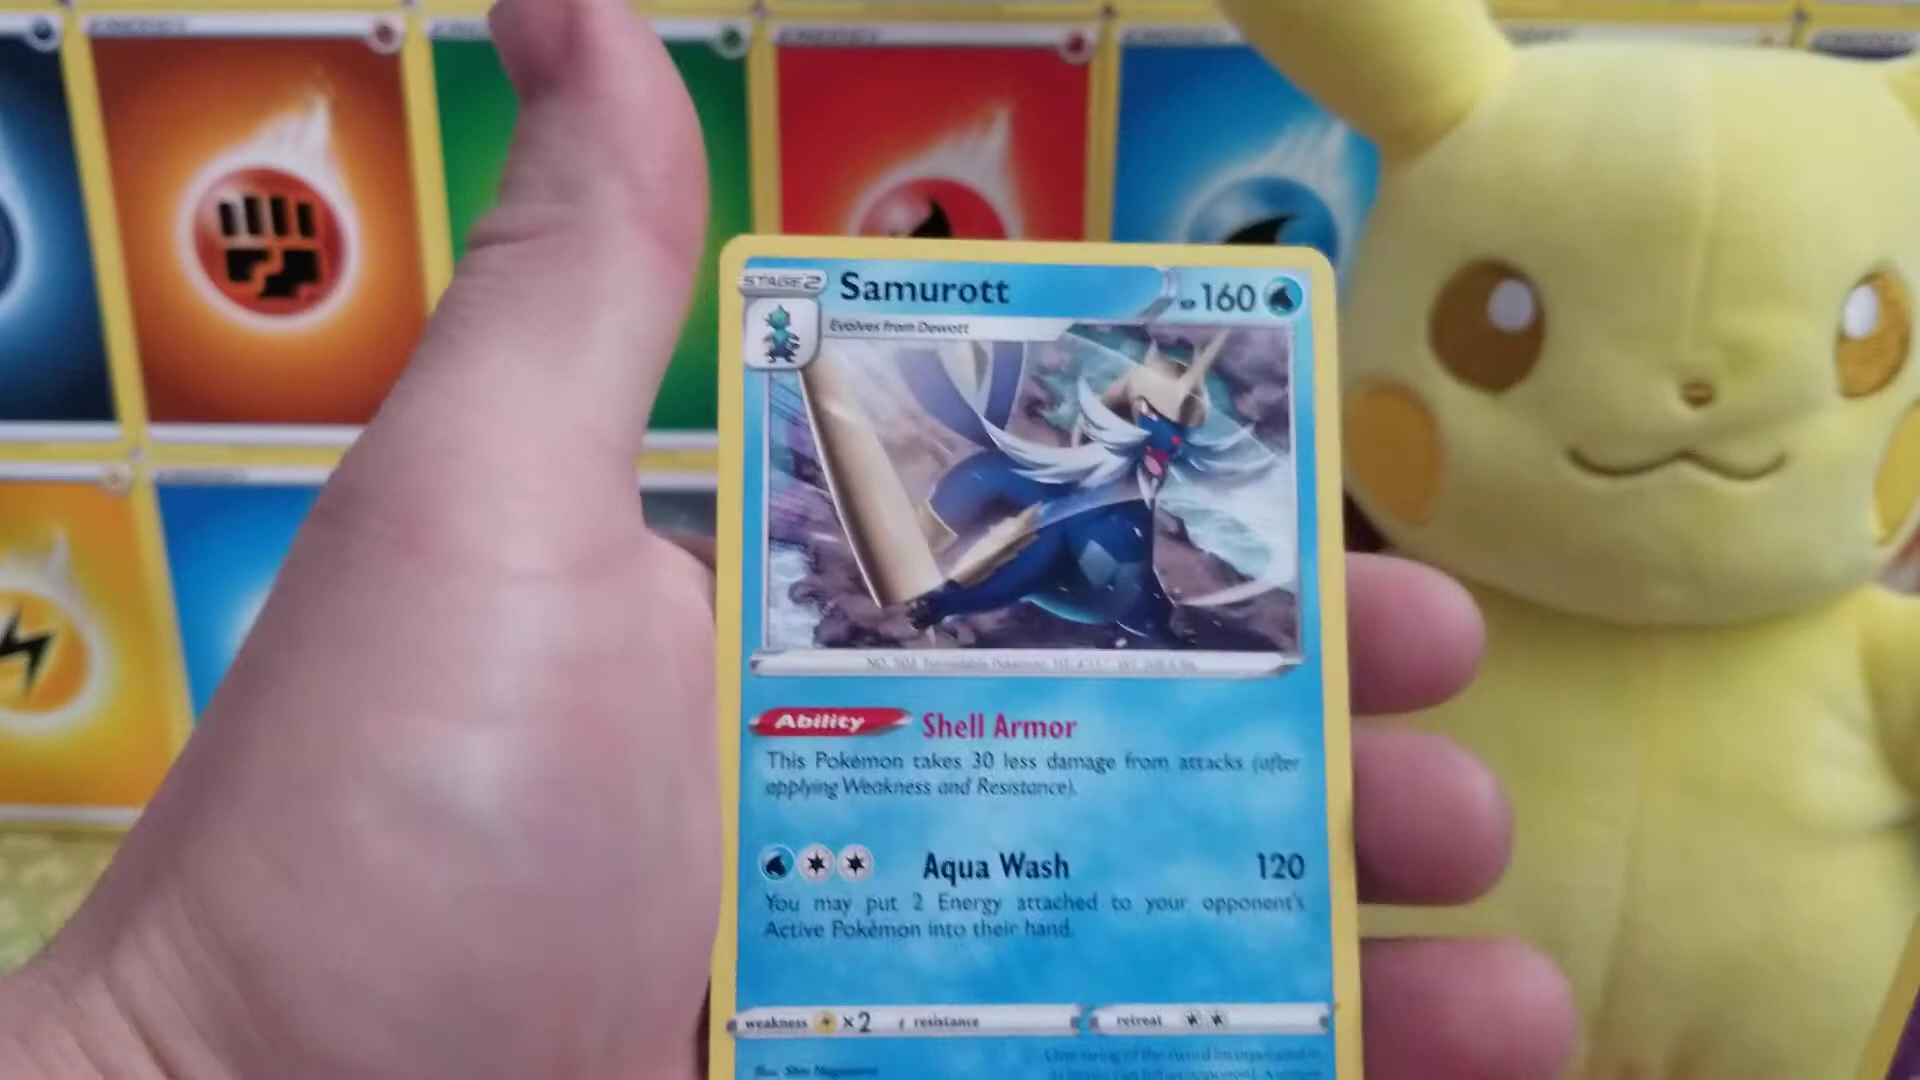 STAGE 2
Samurott
HP 160
Evolves from Dewott
Ability
Shell Armor
This Pokémon takes 30 less damage from attacks (after
applying Weakness and Resistance).
Aqua Wash 120
You may put 2 Energy attached to your opponent's
Active Pokémon into their hand.
weakness ×2 resistance retreat